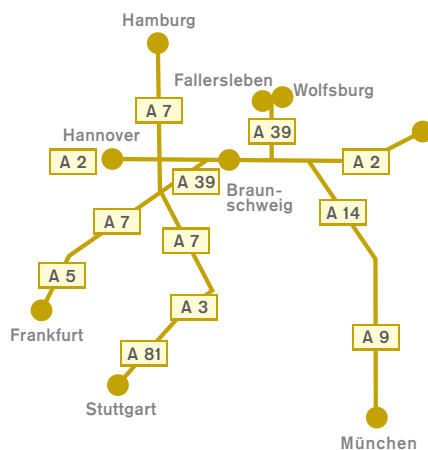 Hamburg
Fallersleben
Wolfsburg
A 7
A 39
Hannover
A 2
A 2
A 39
Braun-
schweig
A 7
A 14
A 7
A 5
A 3
Frankfurt
A 9
A 81
Stuttgart
München